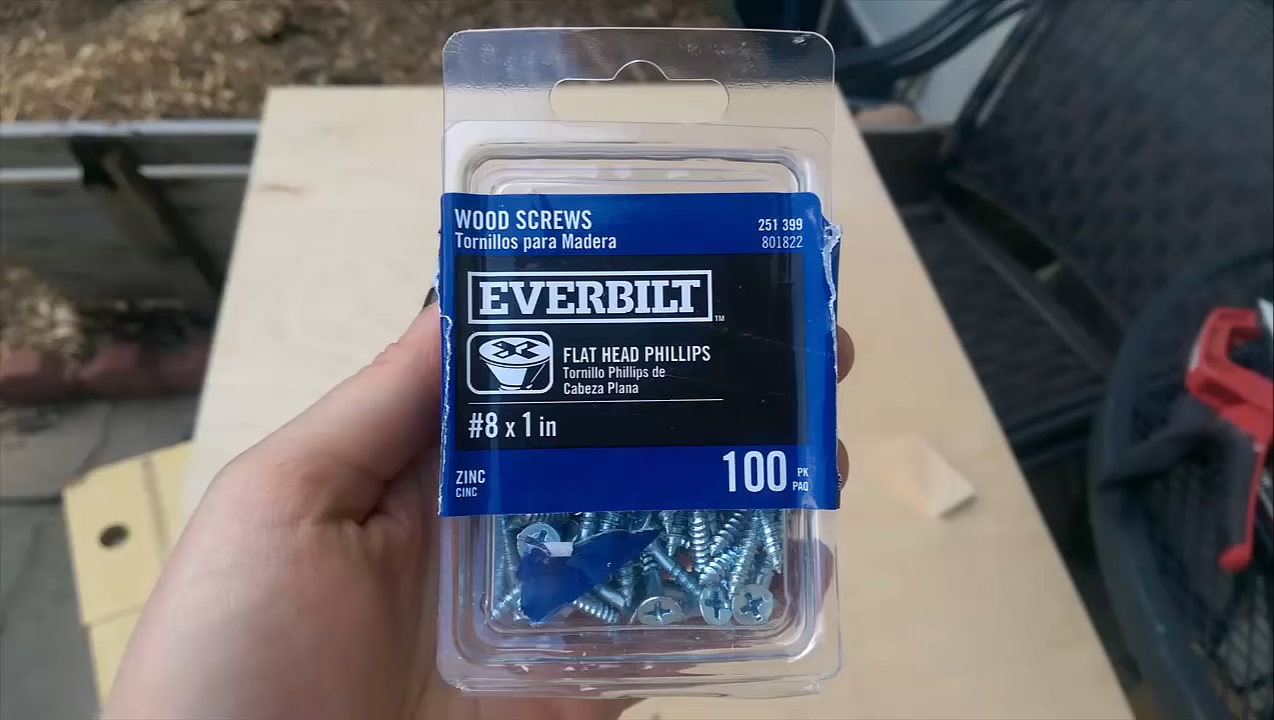 WOOD SCREWS
Tornillos para Madera
251 399
801822
EVERBILT™
FLAT HEAD PHILLIPS
Tornillo Phillips de
Cabeza Plana
#8 x 1 in
ZINC
CINC
100 PK
PAQ